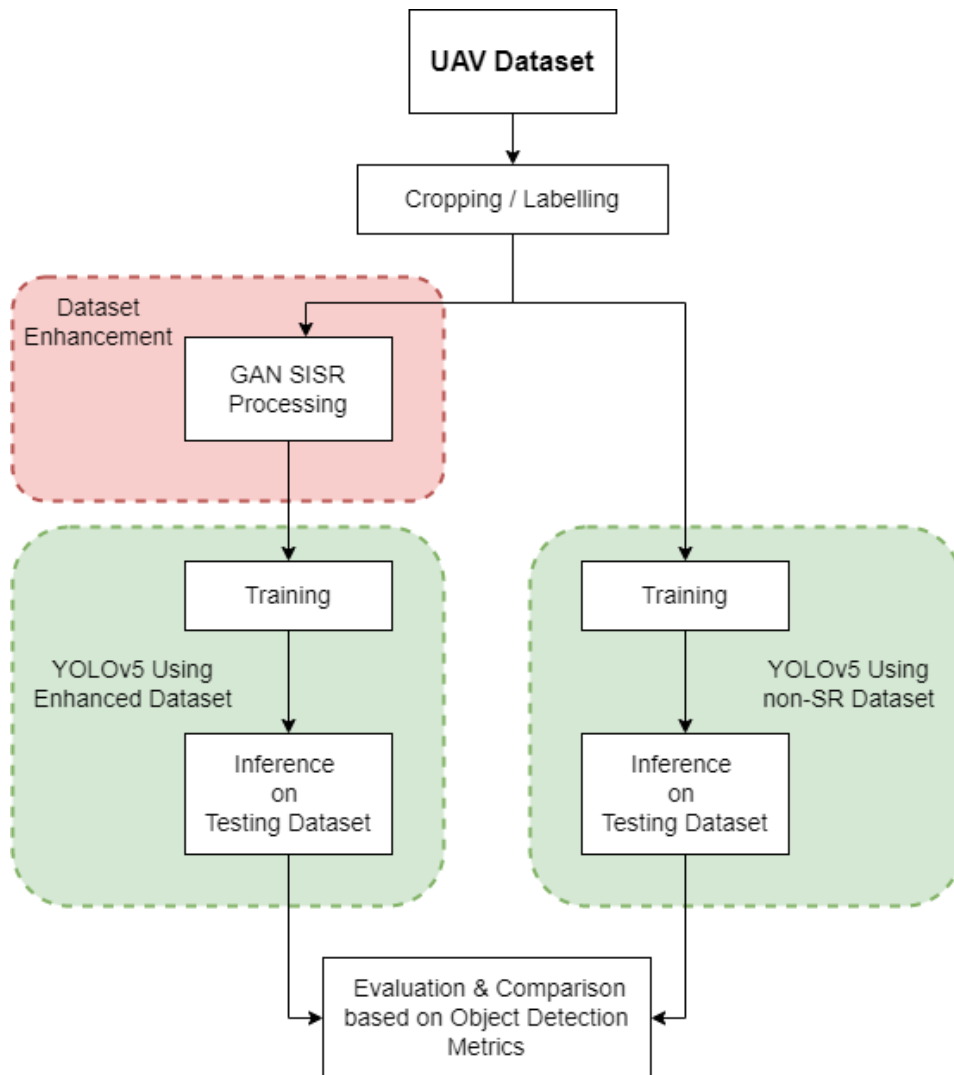 UAV Dataset
Cropping / Labelling
Dataset
Enhancement
GAN SISR
Processing
Training
YOLOv5 Using
Enhanced Dataset
Inference
on
Testing Dataset
Training
YOLOv5 Using
non-SR Dataset
Inference
on
Testing Dataset
Evaluation & Comparison
based on Object Detection
Metrics